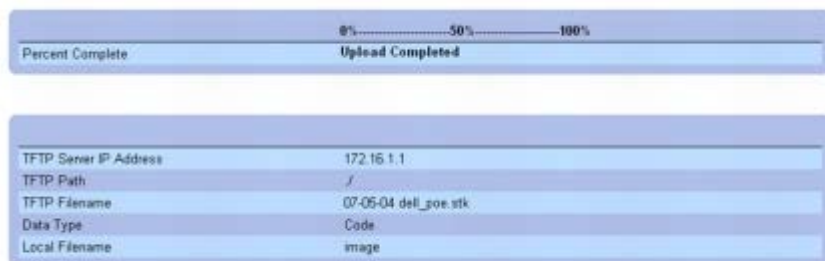 0%----------------------50%--------------------100%
Percent Complete Upload Completed
TFTP Server IP Address 172.16.1.1
TFTP Path ./
TFTP Filename 07-05-04 dell_poe.stk
Data Type Code
Local Filename image